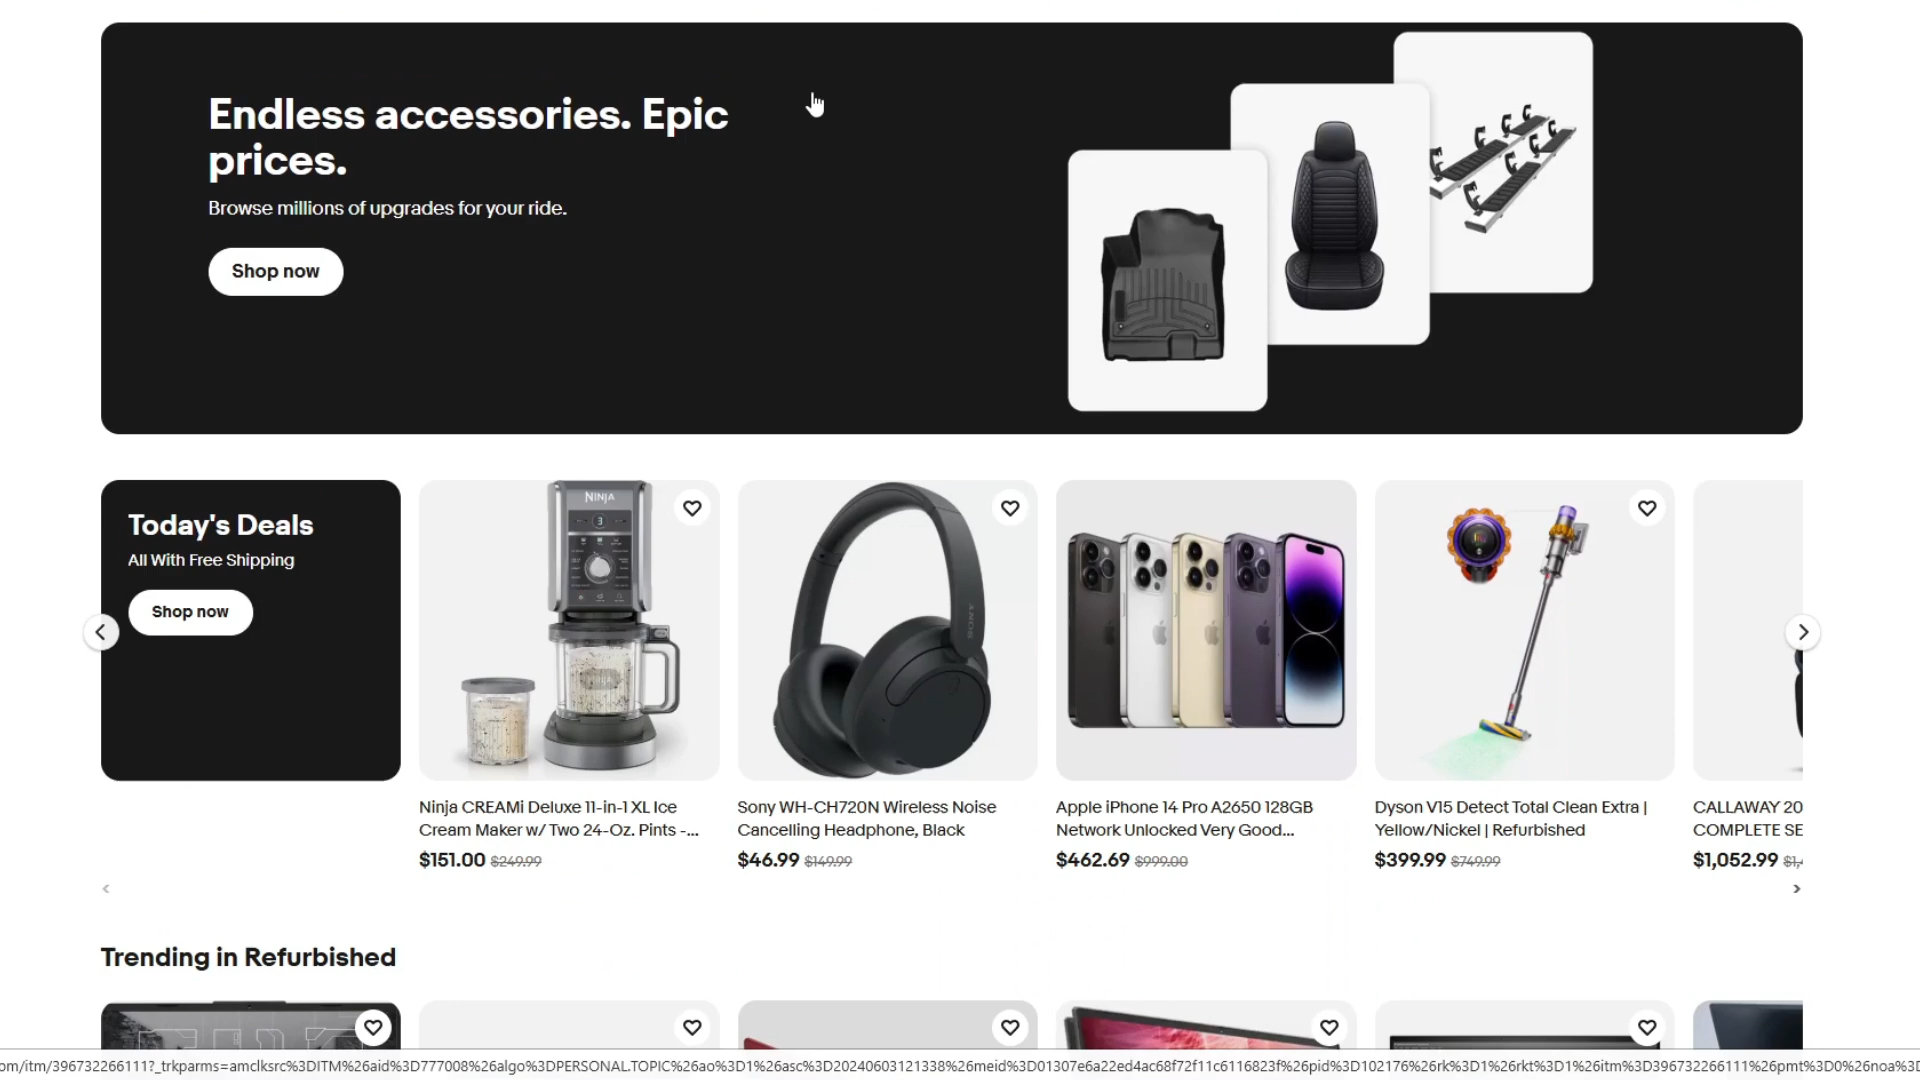 Endless accessories. Epic
prices.
Browse millions of upgrades for your ride.
Shop now
Today's Deals
All With Free Shipping
Shop now
NINJA
3
SONY
Ninja CREAMi Deluxe 11-in-1 XL Ice
Cream Maker w/ Two 24-Oz. Pints -...
$151.00 $249.99
Sony WH-CH720N Wireless Noise
Cancelling Headphone, Black
$46.99 $149.99
Apple iPhone 14 Pro A2650 128GB
Network Unlocked Very Good...
$462.69 $999.00
Dyson V15 Detect Total Clean Extra |
Yellow/Nickel | Refurbished
$399.99 $749.99
CALLAWAY 20
COMPLETE SE
$1,052.99 $1,
Trending in Refurbished
om/itm/396732266111?_trkparms=amclksrc%3DITM%26aid%3D777008%26algo%3DPERSONAL.TOPIC%26ao%3D1%26asc%3D20240603121338%26meid%3D01307e6a22ed4ac68f72f11c6116823f%26pid%3D102176%26rk%3D1%26rkt%3D1%26itm%3D396732266111%26pmt%3D0%26noa%3D